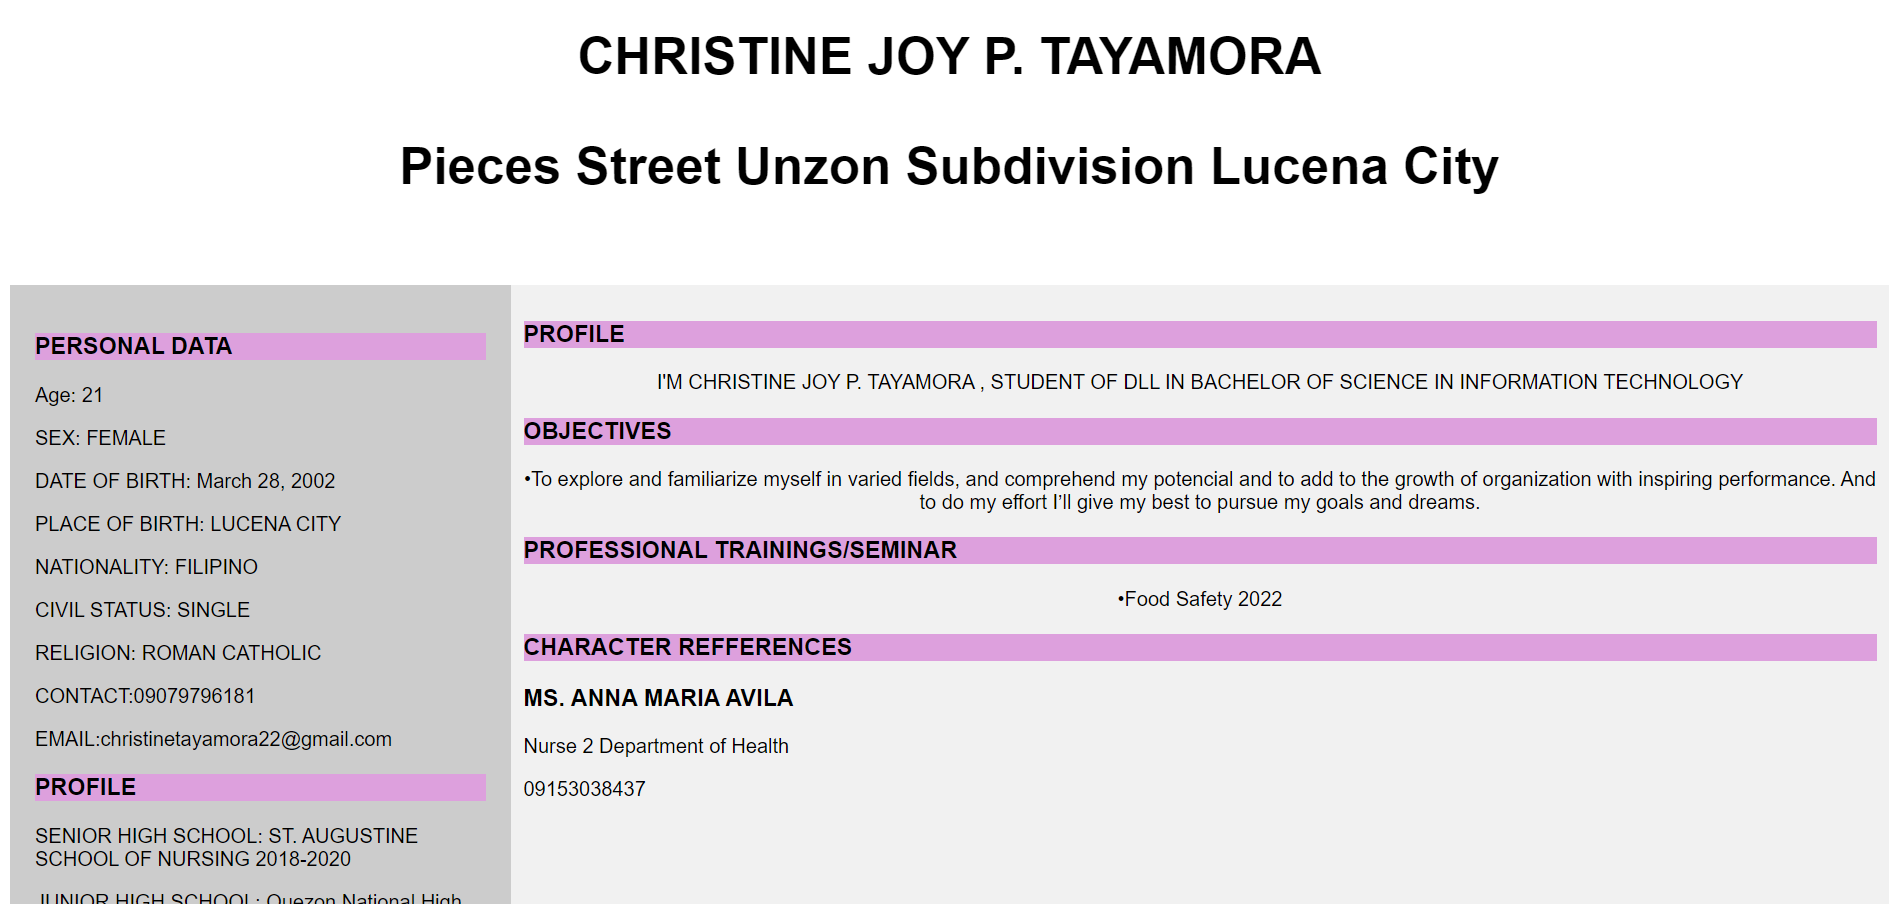 CHRISTINE JOY P. TAYAMORA
Pieces Street Unzon Subdivision Lucena City
PERSONAL DATA
Age: 21
SEX: FEMALE
DATE OF BIRTH: March 28, 2002
PLACE OF BIRTH: LUCENA CITY
NATIONALITY: FILIPINO
CIVIL STATUS: SINGLE
RELIGION: ROMAN CATHOLIC
CONTACT:09079796181
EMAIL:christinetayamora22@gmail.com
PROFILE
SENIOR HIGH SCHOOL: ST. AUGUSTINE
SCHOOL OF NURSING 2018-2020
JUNIOR HIGH SCHOOL: Quezon National High
PROFILE
I'M CHRISTINE JOY P. TAYAMORA , STUDENT OF DLL IN BACHELOR OF SCIENCE IN INFORMATION TECHNOLOGY
OBJECTIVES
•To explore and familiarize myself in varied fields, and comprehend my potencial and to add to the growth of organization with inspiring performance. And
to do my effort I’ll give my best to pursue my goals and dreams.
PROFESSIONAL TRAININGS/SEMINAR
•Food Safety 2022
CHARACTER REFFERENCES
MS. ANNA MARIA AVILA
Nurse 2 Department of Health
09153038437